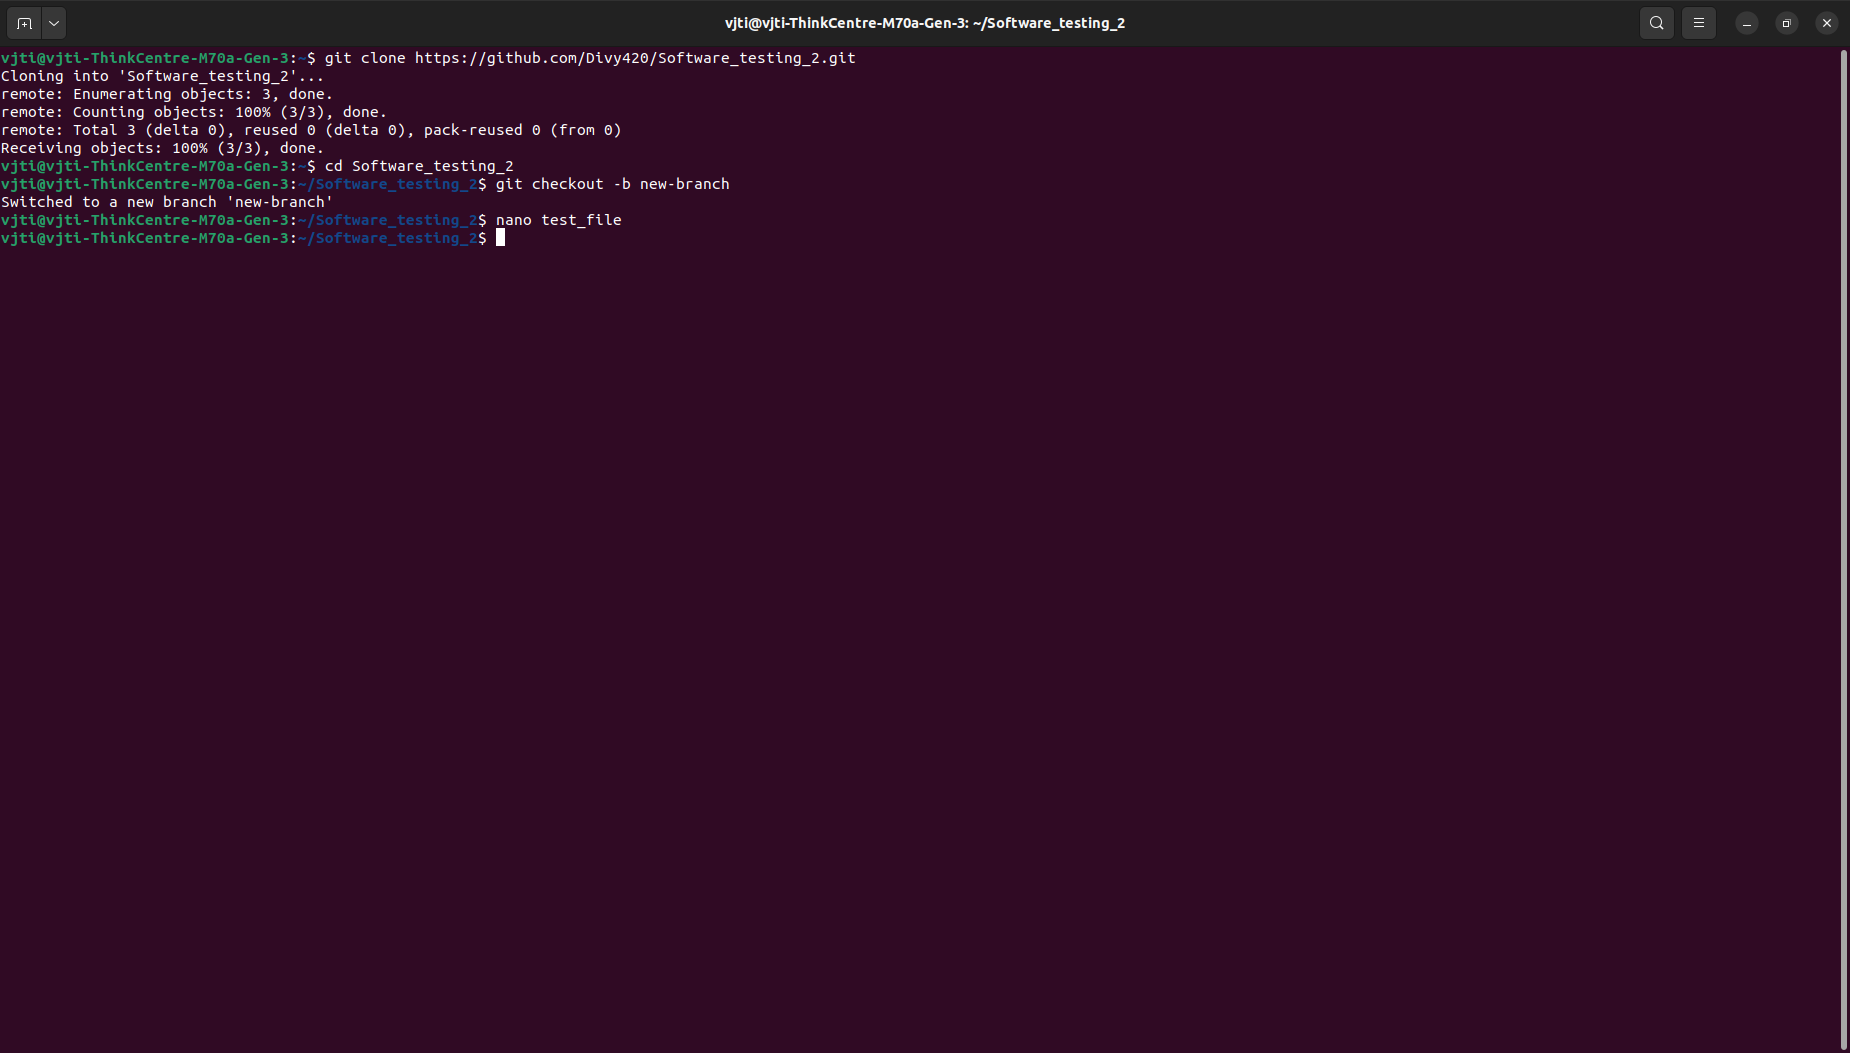 vjti@vjti-ThinkCentre-M70a-Gen-3: ~/Software_testing_2
vjti@vjti-ThinkCentre-M70a-Gen-3:~$ git clone https://github.com/Divy420/Software_testing_2.git
Cloning into 'Software_testing_2'...
remote: Enumerating objects: 3, done.
remote: Counting objects: 100% (3/3), done.
remote: Total 3 (delta 0), reused 0 (delta 0), pack-reused 0 (from 0)
Receiving objects: 100% (3/3), done.
vjti@vjti-ThinkCentre-M70a-Gen-3:~$ cd Software_testing_2
vjti@vjti-ThinkCentre-M70a-Gen-3:~/Software_testing_2$ git checkout -b new-branch
Switched to a new branch 'new-branch'
vjti@vjti-ThinkCentre-M70a-Gen-3:~/Software_testing_2$ nano test_file
vjti@vjti-ThinkCentre-M70a-Gen-3:~/Software_testing_2$